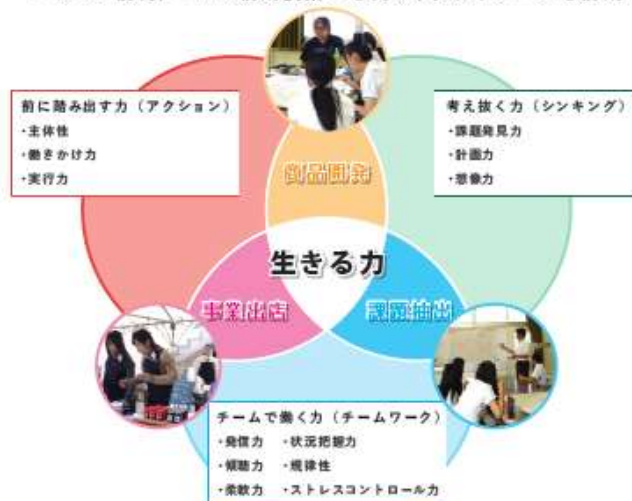 前に踏み出す力（アクション）
・主体性
・働きかけ力
・実行力
考え抜く力（シンキング）
・課題発見力
・計画力
・想像力
商品開発
生きる力
事業出店
課題抽出
チームで働く力（チームワーク）
・発信力 ・状況把握力
・傾聴力 ・規律性
・柔軟力 ・ストレスコントロール力